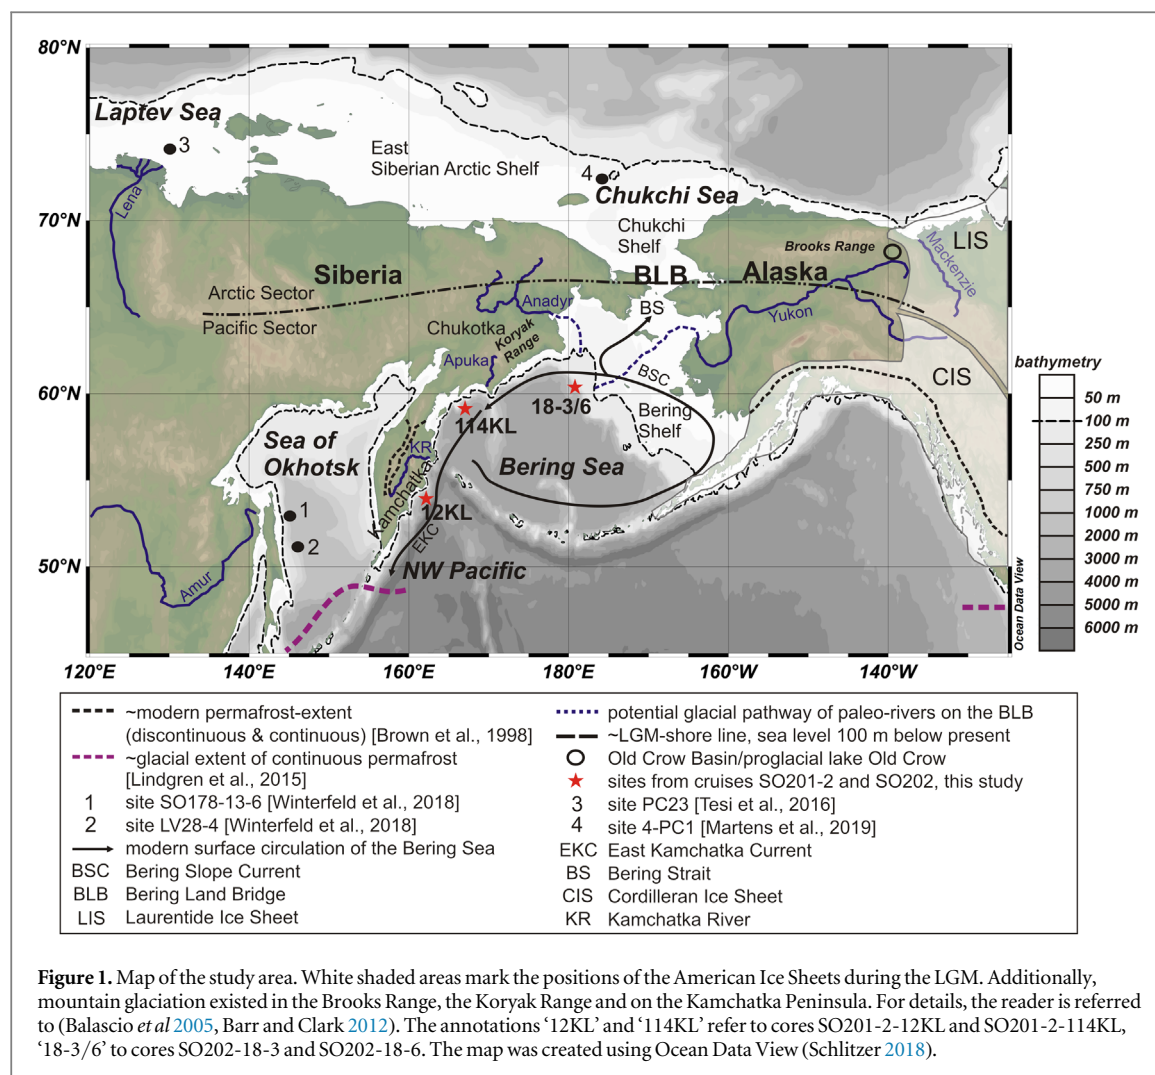 80°N
Laptev Sea
3
East
Siberian Arctic Shelf
4
Chukchi Sea
Lena
70°N
Chukchi
Shelf
Brooks Range
LIS
Mackenzie
Siberia
BLB
Alaska
Arctic Sector
Pacific Sector
Anadyr
BS
Yukon
Chukotka
Koryak
Range
Apuka
BSC
CIS
60°N
18-3/6
114KL
Bering
Shelf
Sea of
Okhotsk
KR
Bering Sea
Kamchatka
1
12KL
2
EKC
NW Pacific
50°N
Amur
120°E
140°E
160°E
180°E
160°W
140°W
Ocean Data View
bathymetry
50 m
100 m
250 m
500 m
750 m
1000 m
2000 m
3000 m
4000 m
5000 m
6000 m
~modern permafrost-extent
(discontinuous & continuous) [Brown et al., 1998]
~glacial extent of continuous permafrost
[Lindgren et al., 2015]
1 site SO178-13-6 [Winterfeld et al., 2018]
2 site LV28-4 [Winterfeld et al., 2018]
modern surface circulation of the Bering Sea
BSC Bering Slope Current
BLB Bering Land Bridge
LIS Laurentide Ice Sheet
potential glacial pathway of paleo-rivers on the BLB
~LGM-shore line, sea level 100 m below present
Old Crow Basin/proglacial lake Old Crow
sites from cruises SO201-2 and SO202, this study
3 site PC23 [Tesi et al., 2016]
4 site 4-PC1 [Martens et al., 2019]
EKC East Kamchatka Current
BS Bering Strait
CIS Cordilleran Ice Sheet
KR Kamchatka River
Figure 1. Map of the study area. White shaded areas mark the positions of the American Ice Sheets during the LGM. Additionally,
mountain glaciation existed in the Brooks Range, the Koryak Range and on the Kamchatka Peninsula. For details, the reader is referred
to (Balascio et al 2005, Barr and Clark 2012). The annotations ‘12KL’ and ‘114KL’ refer to cores SO201-2-12KL and SO201-2-114KL,
‘18-3/6’ to cores SO202-18-3 and SO202-18-6. The map was created using Ocean Data View (Schlitzer 2018).